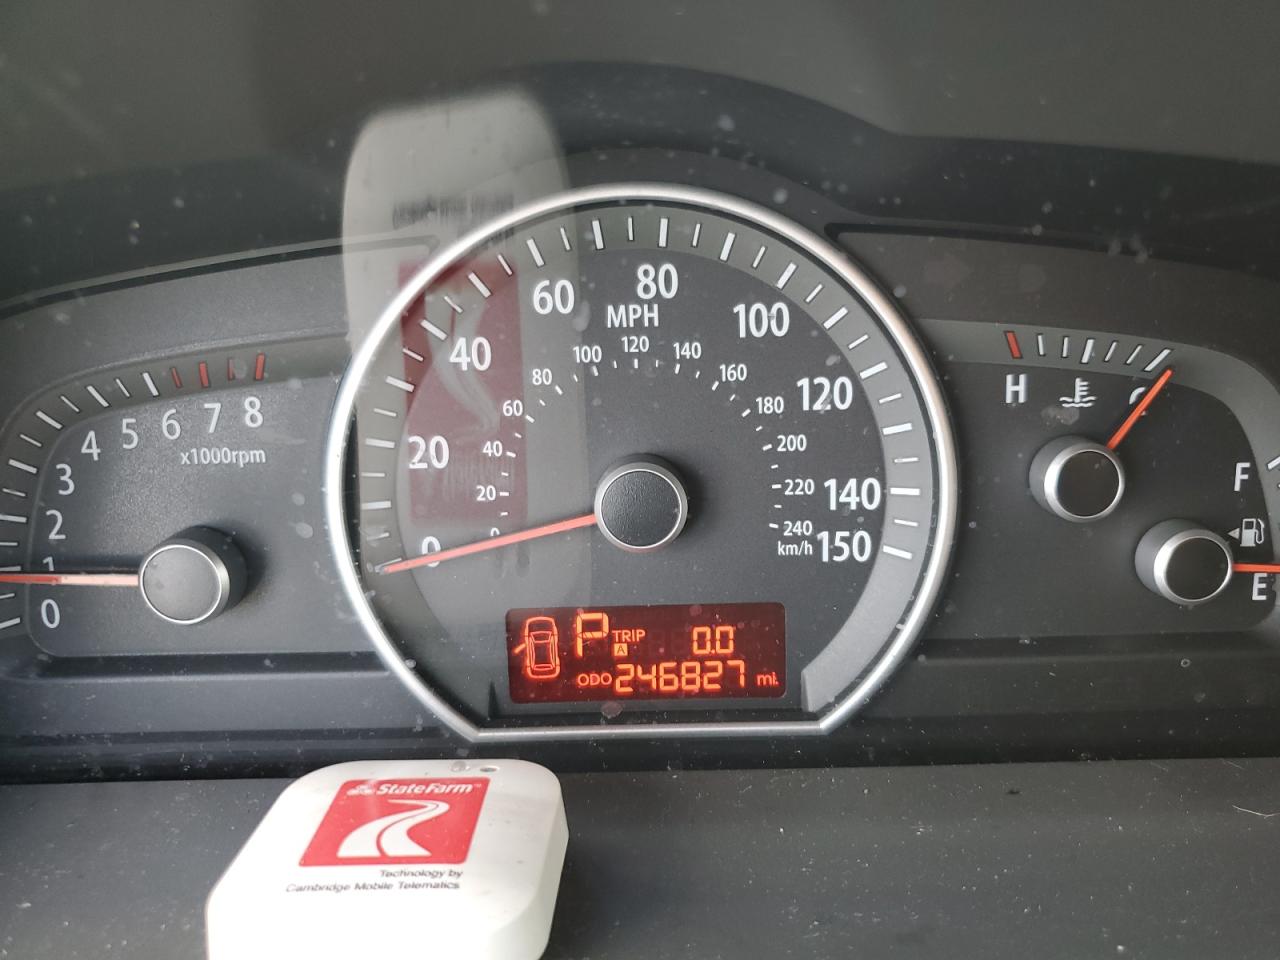 0
1
2
3
4
5
6
7
8
x1000rpm
0
20
40
60
80
100
120
140
150
MPH
0
20
40
60
80
100
120
140
160
180
200
220
240
km/h
P
TRIP
A
0.0
ODO 246827 mi.
H
C
F
E
StateFarm™
Technology by
Cambridge Mobile Telematics